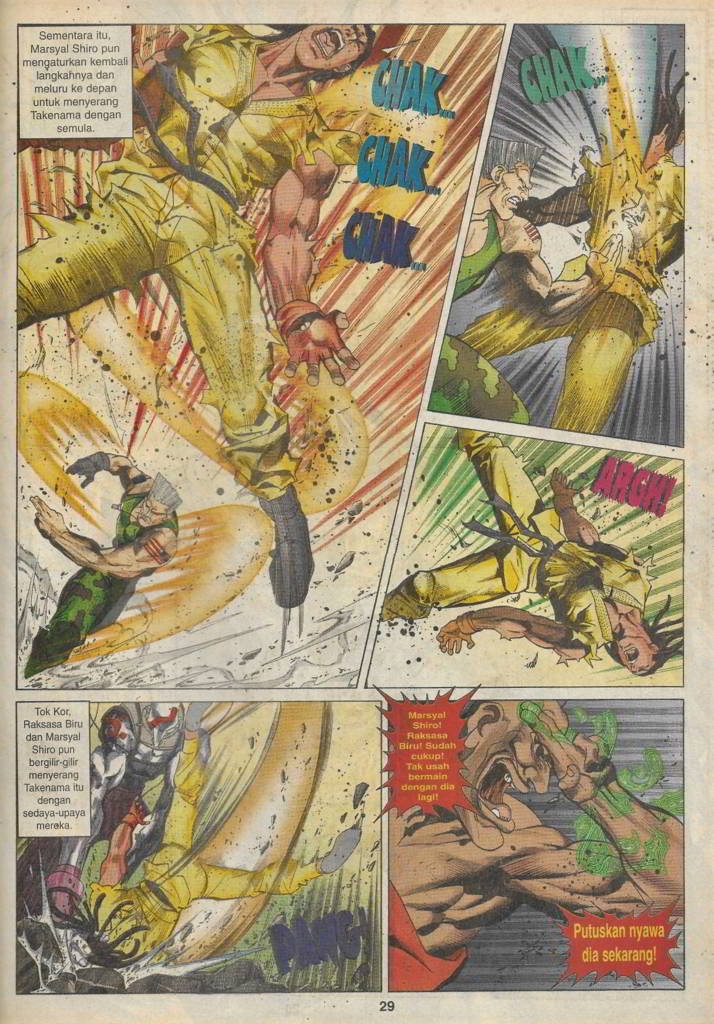 Sementara itu,
Marsyal Shiro pun
mengaturkan kembali
langkahnya dan
meluru ke depan
untuk menyerang
Takenama dengan
semula.
CHAK...
CHAK...
CHAK...
CHAK...
ARGH!
Tok Kor,
Raksasa Biru
dan Marsyal
Shiro pun
bergilir-gilir
menyerang
Takenama itu
dengan
sedaya-upaya
mereka.
PANG!
Marsyal
Shiro!
Raksasa
Biru! Sudah
cukup!
Tak usah
bermain
dengan dia
lagi!
Putuskan nyawa
dia sekarang!
29